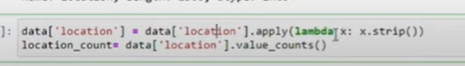 ]: data['location'] = data['location'].apply(lambda x: x.strip())
location_count= data['location'].value_counts()